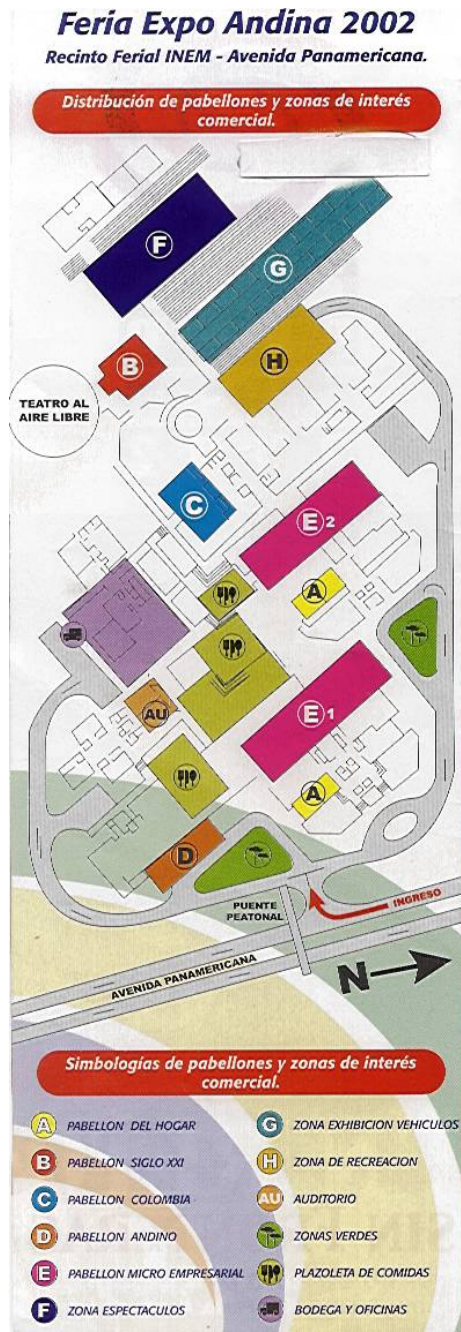 Feria Expo Andina 2002
Recinto Ferial INEM - Avenida Panamericana.
Distribución de pabellones y zonas de interés
comercial.
F
G
H
B
TEATRO AL
AIRE LIBRE
C
E 2
A
AU
E 1
A
D
PUENTE
PEATONAL
INGRESO
AVENIDA PANAMERICANA
N
Simbologías de pabellones y zonas de interés
comercial.
A PABELLON DEL HOGAR
B PABELLON SIGLO XXI
C PABELLON COLOMBIA
D PABELLON ANDINO
E PABELLON MICRO EMPRESARIAL
F ZONA ESPECTACULOS
G ZONA EXHIBICION VEHICULOS
H ZONA DE RECREACION
AU AUDITORIO
ZONAS VERDES
PLAZOLETA DE COMIDAS
BODEGA Y OFICINAS